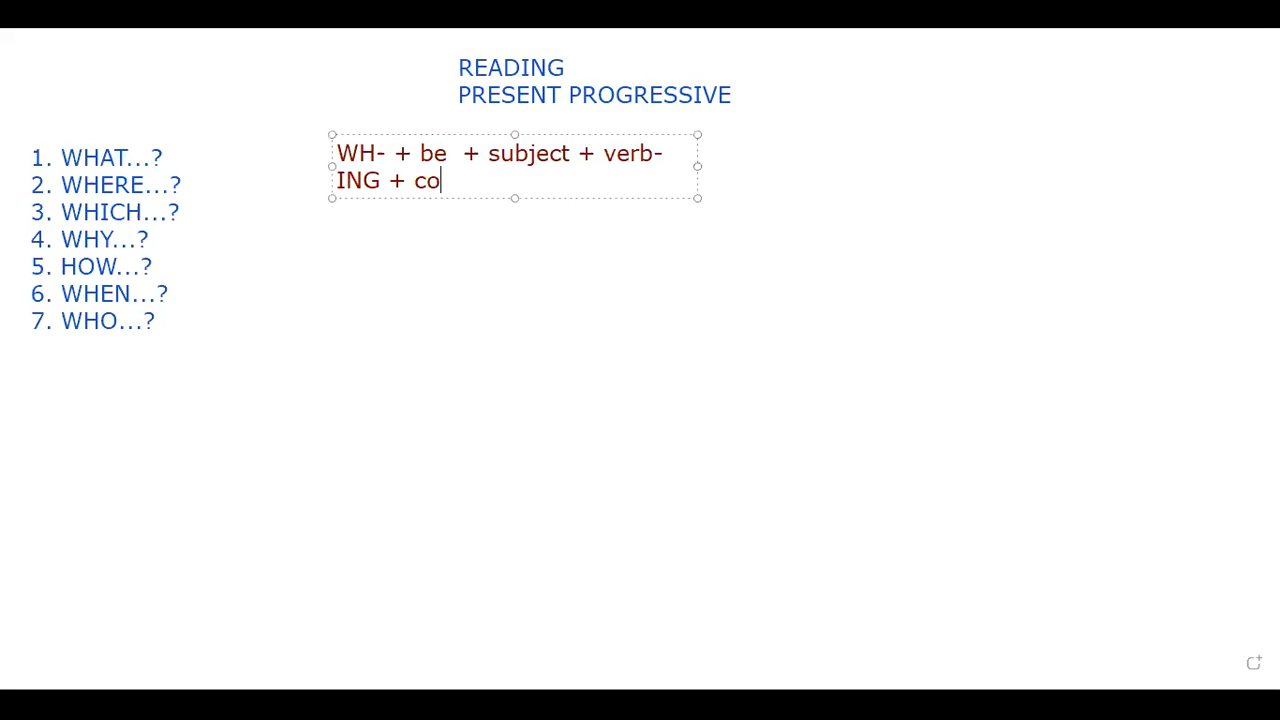 READING
PRESENT PROGRESSIVE
1. WHAT...?
2. WHERE...?
3. WHICH...?
4. WHY...?
5. HOW...?
6. WHEN...?
7. WHO...?
WH- + be  + subject + verb-
ING + co